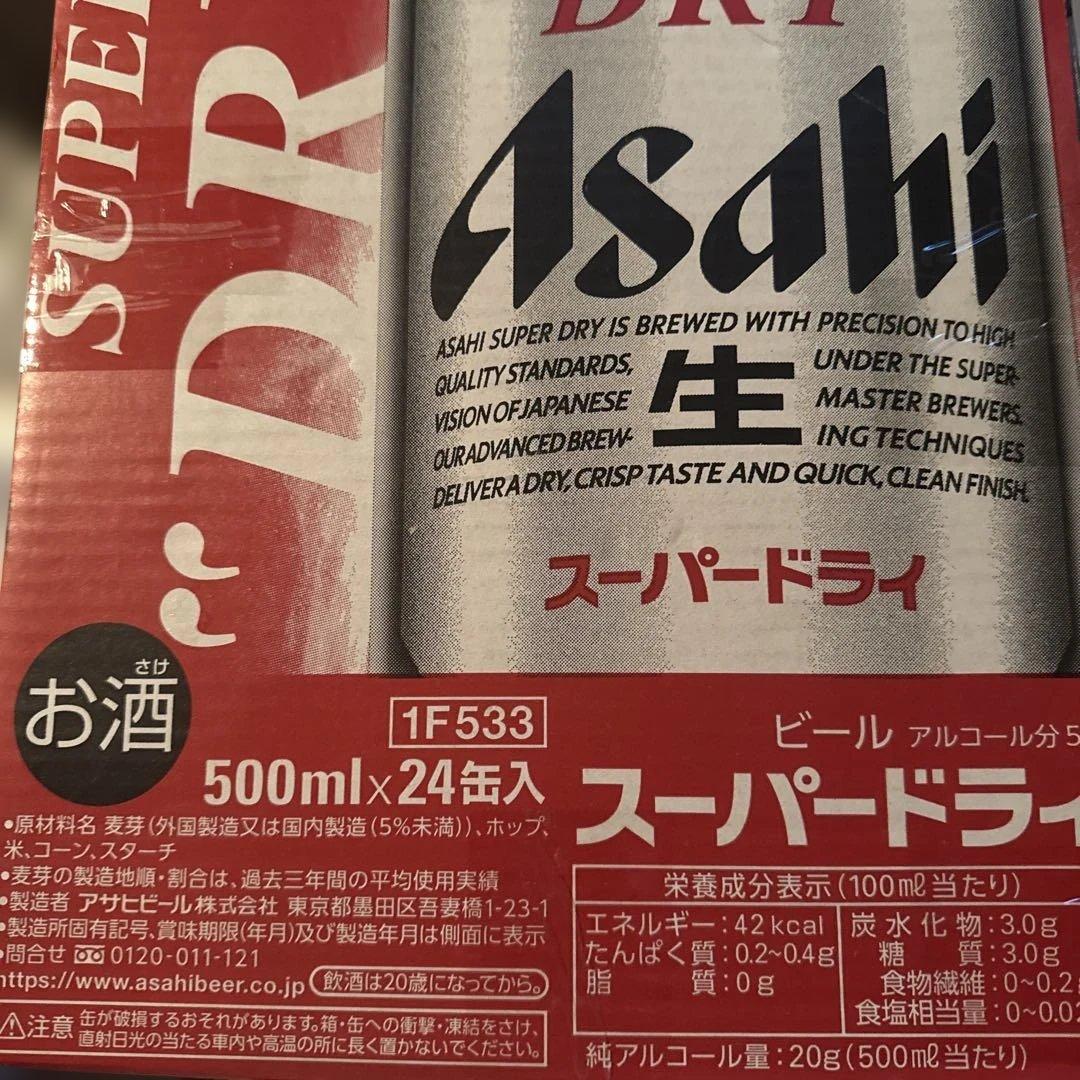 SUPER
"DR
DRY
Asahi
ASAHI SUPER DRY IS BREWED WITH PRECISION TO HIGH
QUALITY STANDARDS, UNDER THE SUPER-
VISION OF JAPANESE MASTER BREWERS.
OUR ADVANCED BREW- ING TECHNIQUES
DELIVER A DRY, CRISP TASTE AND QUICK, CLEAN FINISH.
生
スーパードライ
さけ
お酒
1F533
500ml×24缶入
•原材料名 麦芽(外国製造又は国内製造(5%未満))、ホップ、
米、コーン、スターチ
•麦芽の製造地順・割合は、過去三年間の平均使用実績
•製造者 アサヒビール株式会社 東京都墨田区吾妻橋1-23-1
•製造所固有記号、賞味期限(年月)及び製造年月は側面に表示
•問合せ 0120-011-121
https://www.asahibeer.co.jp 飲酒は20歳になってから。
⚠注意 缶が破損するおそれがあります。箱・缶への衝撃・凍結をさけ、
直射日光の当たる車内や高温の所に長く置かないでください。
ビール アルコール分5
スーパードライ
栄養成分表示(100ml当たり)
エネルギー:42kcal
たんぱく質:0.2~0.4g
脂質:0g
炭水化物:3.0g
糖質:3.0g
食物繊維:0~0.2g
食塩相当量:0~0.02
純アルコール量:20g(500ml当たり)